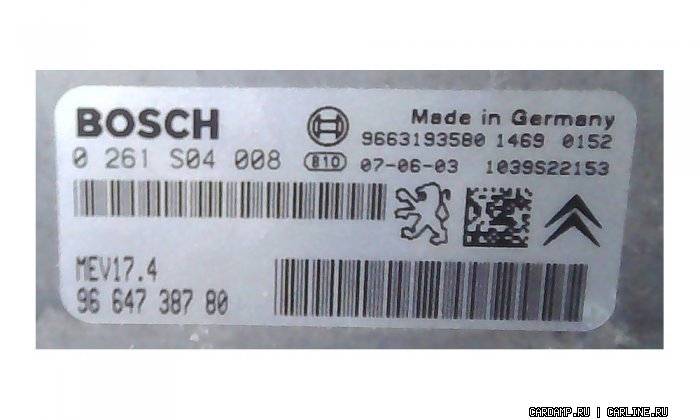 BOSCH
Made in Germany
9663193580 1469 0152
0 261 S04 008
810 07-06-03 1039S22153
MEV17.4
96 647 387 80
CARDAMP.RU | CARLINE.RU